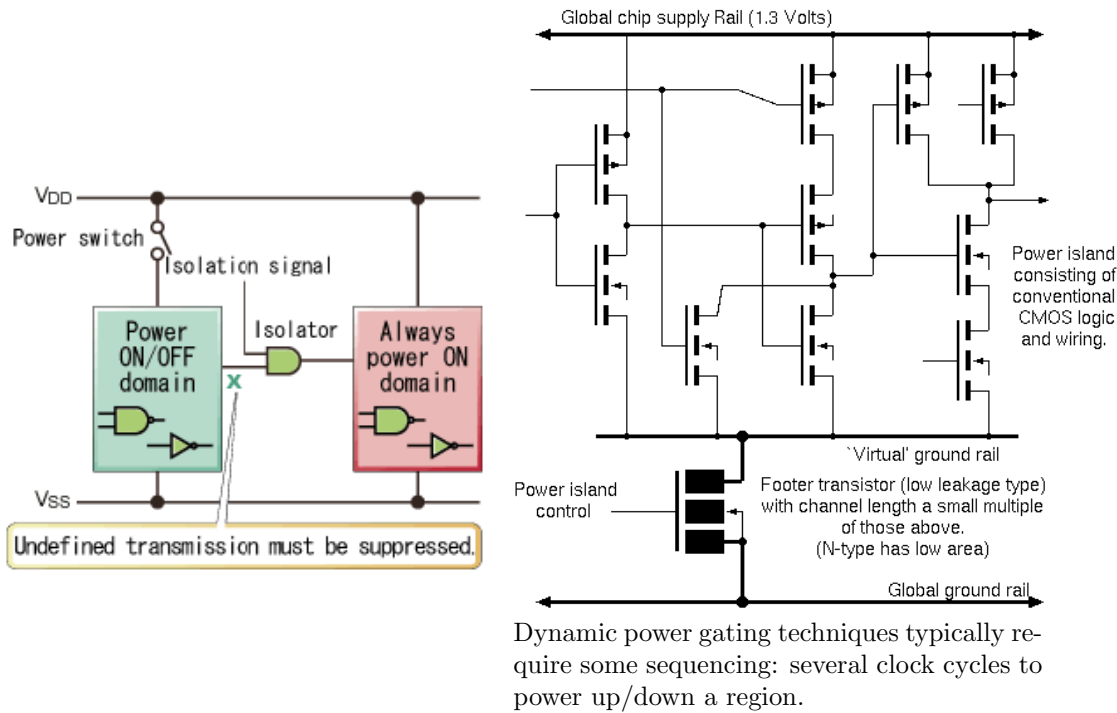 VDD
Power switch
Isolation signal
Isolator
Power
ON/OFF
domain
x
Always
power ON
domain
VSS
Undefined transmission must be suppressed.
Global chip supply Rail (1.3 Volts)
Power island
consisting of
conventional
CMOS logic
and wiring.
`Virtual' ground rail
Power island
control
Footer transistor (low leakage type)
with channel length a small multiple
of those above.
(N-type has low area)
Global ground rail
Dynamic power gating techniques typically re-
quire some sequencing: several clock cycles to
power up/down a region.